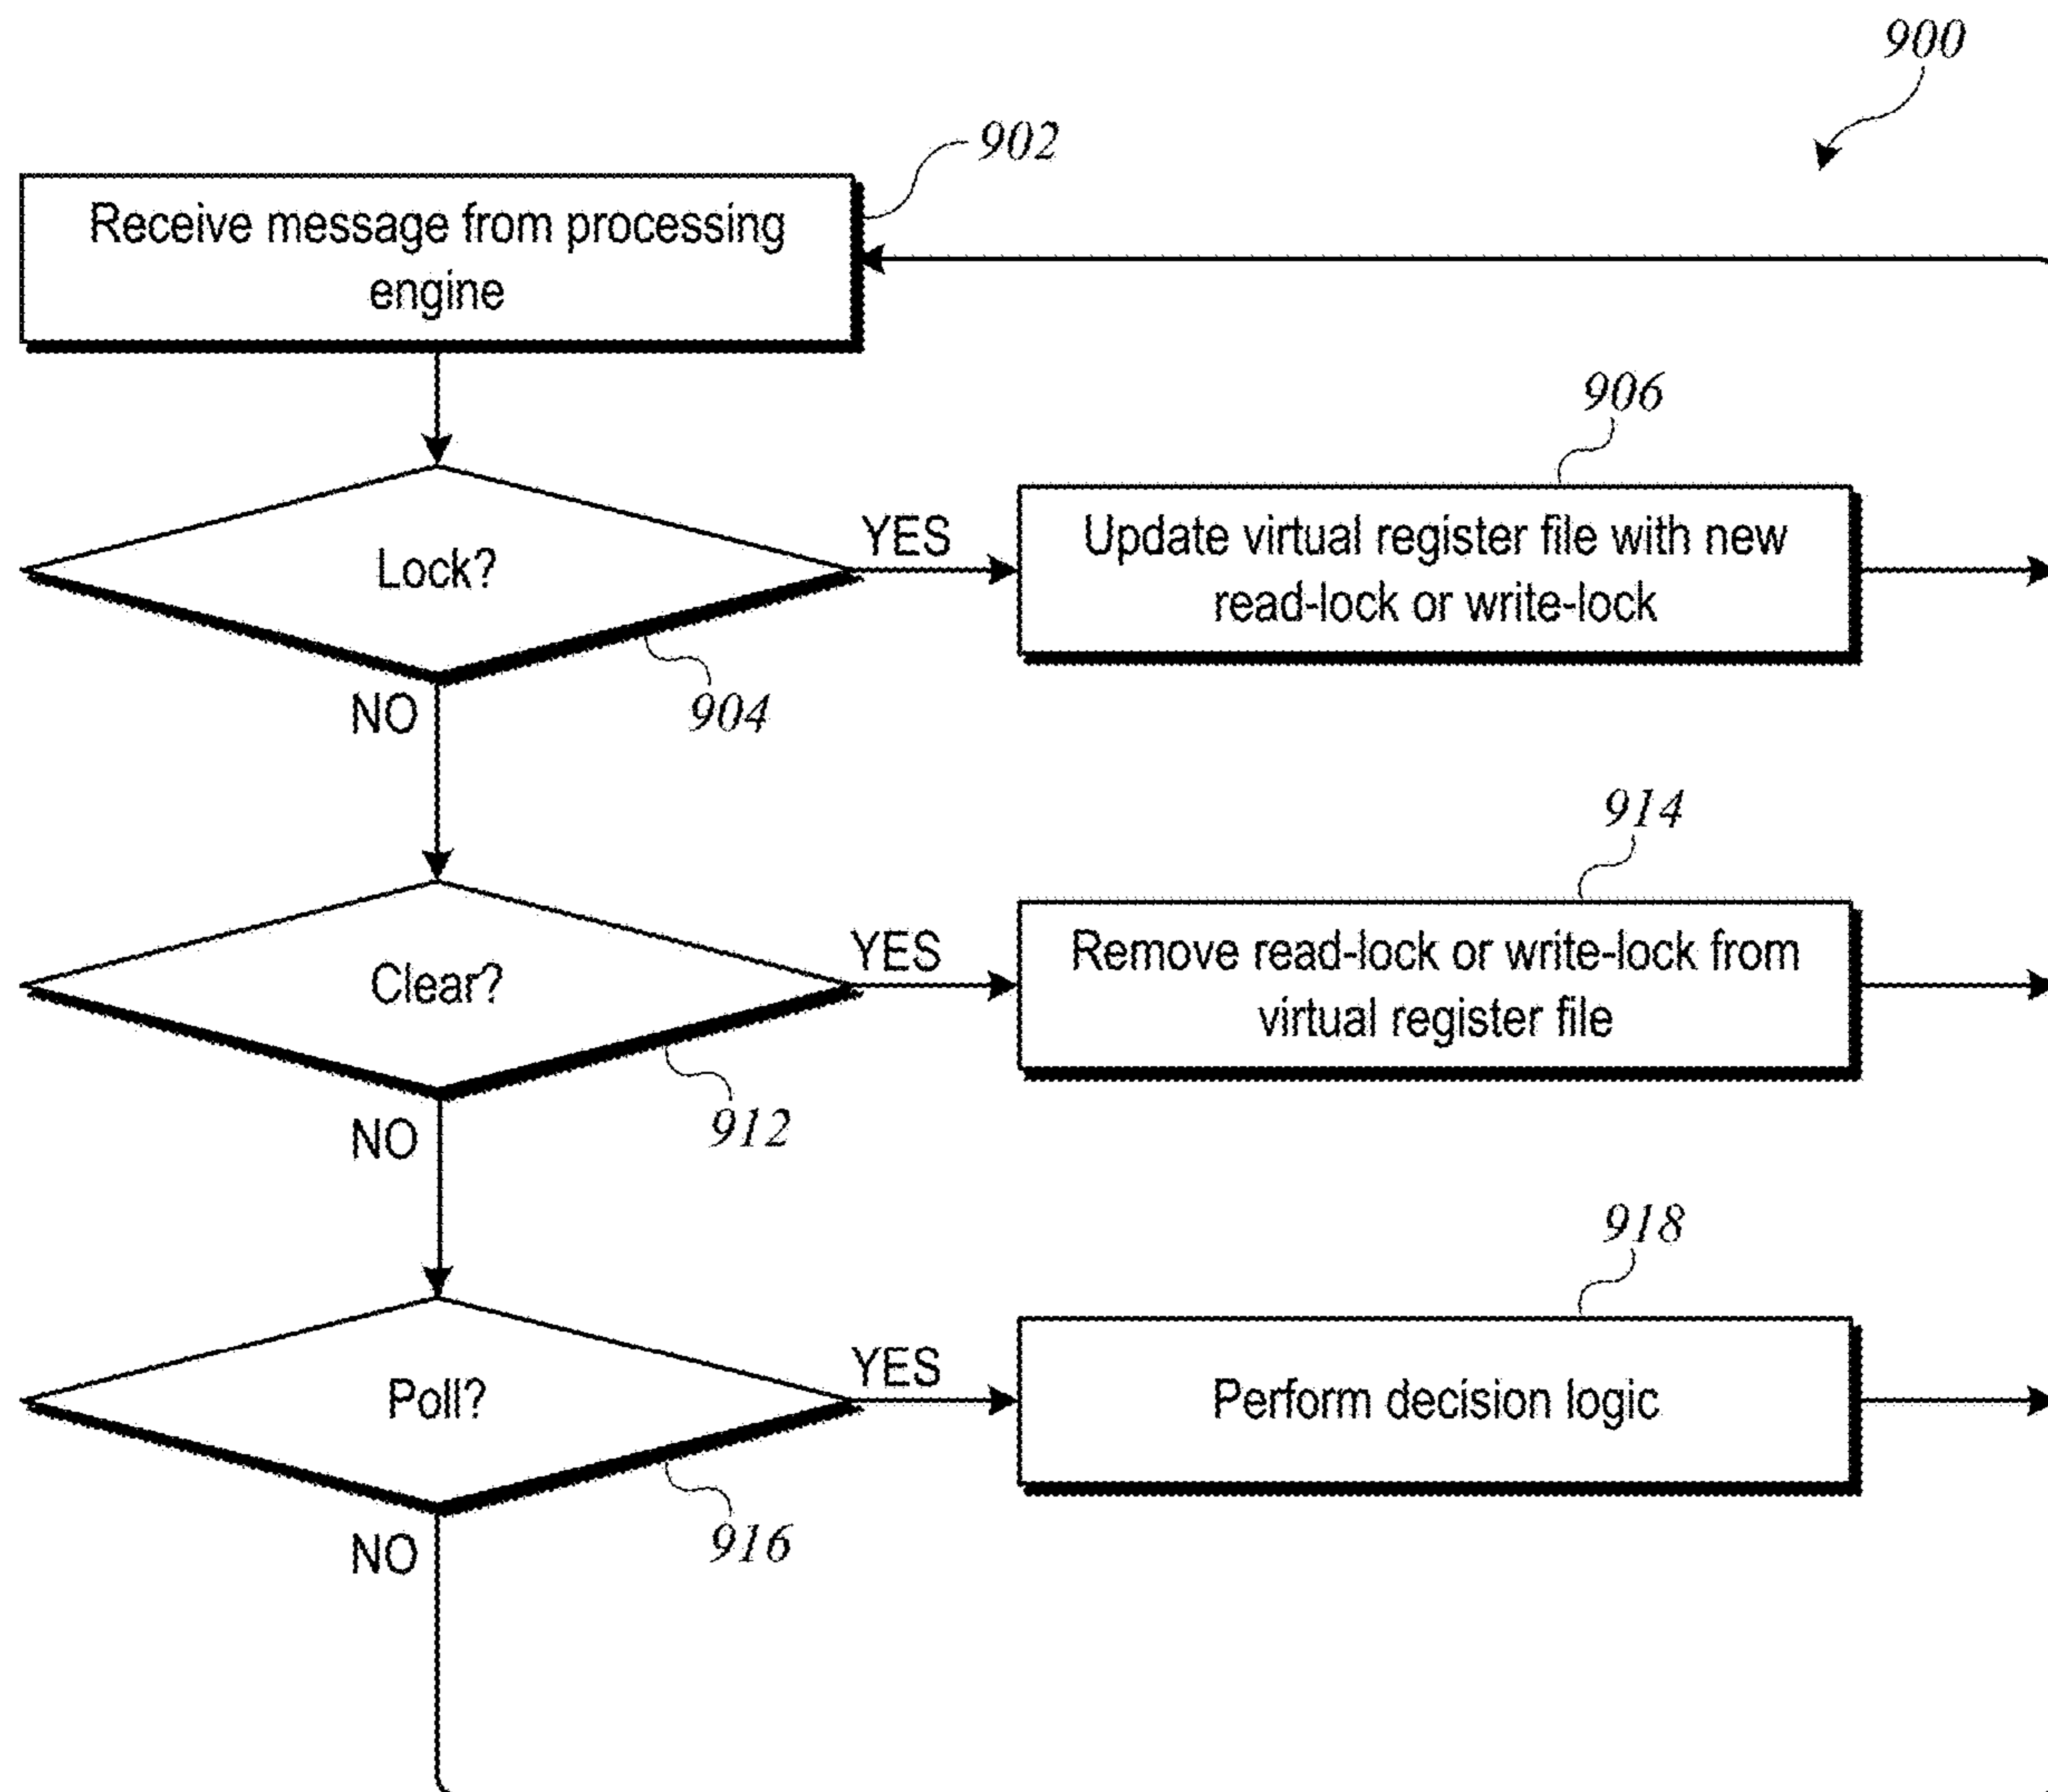 900
902
Receive message from processing
engine
906
Lock?
YES
Update virtual register file with new
read-lock or write-lock
904
NO
914
Clear?
YES
Remove read-lock or write-lock from
virtual register file
912
NO
918
Poll?
YES
Perform decision logic
916
NO